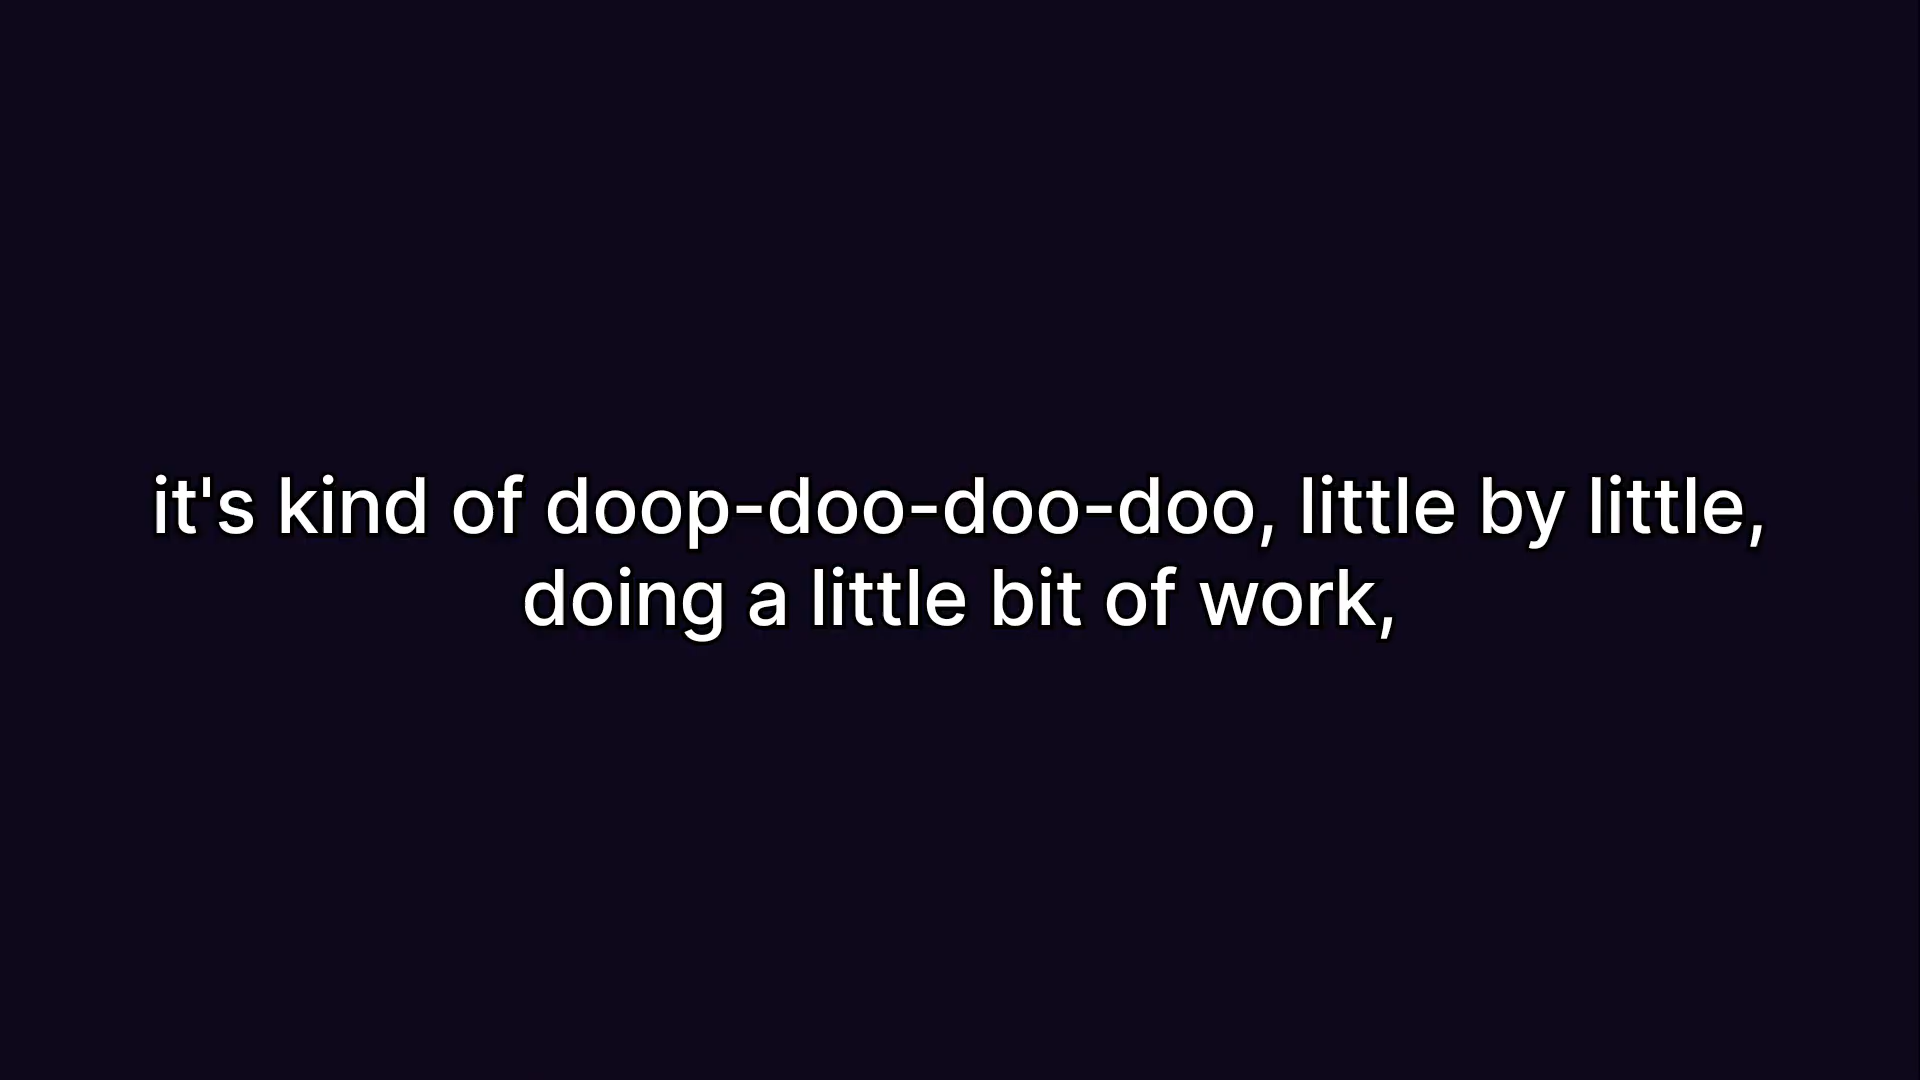 it's kind of doop-doo-doo-doo, little by little,
doing a little bit of work,